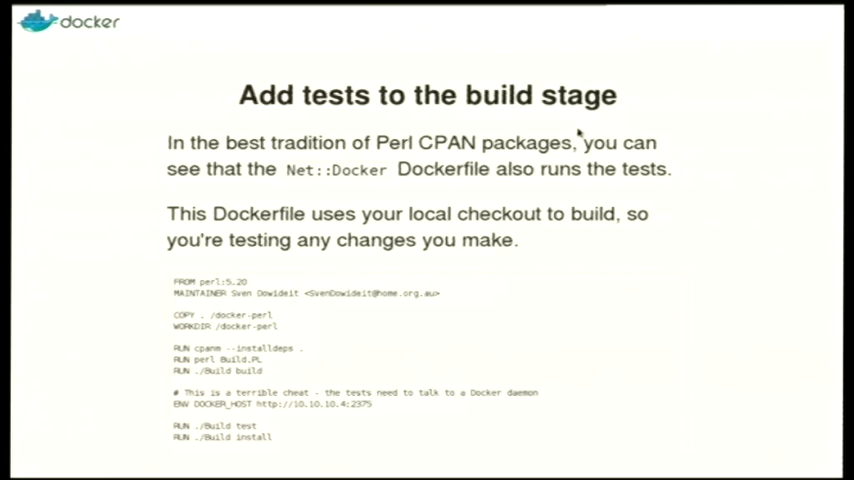 docker
Add tests to the build stage
In the best tradition of Perl CPAN packages, you can
see that the Net::Docker Dockerfile also runs the tests.
This Dockerfile uses your local checkout to build, so
you're testing any changes you make.
FROM perl:5.20
MAINTAINER Sven Dowideit <SvenDowideit@home.org.au>
COPY . /docker-perl
WORKDIR /docker-perl
RUN cpanm --installdeps .
RUN perl Build.PL
RUN ./Build build
# This is a terrible cheat - the tests need to talk to a Docker daemon
ENV DOCKER_HOST http://10.10.10.4:2375
RUN ./Build test
RUN ./Build install